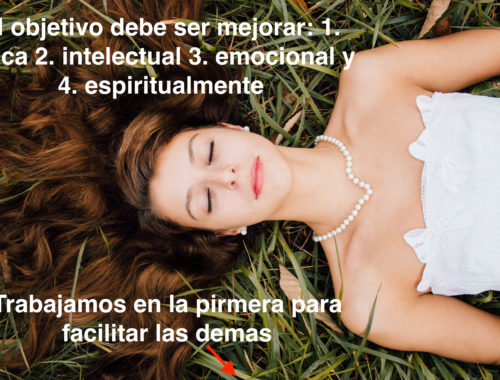 l objetivo debe ser mejorar: 1.
ca 2. intelectual 3. emocional y
4. espiritualmente
Trabajamos en la pirmera para
facilitar las demas